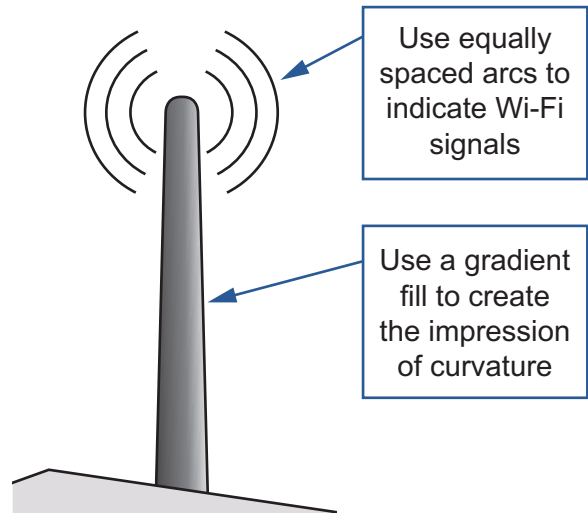 Use equally
spaced arcs to
indicate Wi-Fi
signals
Use a gradient
fill to create
the impression
of curvature